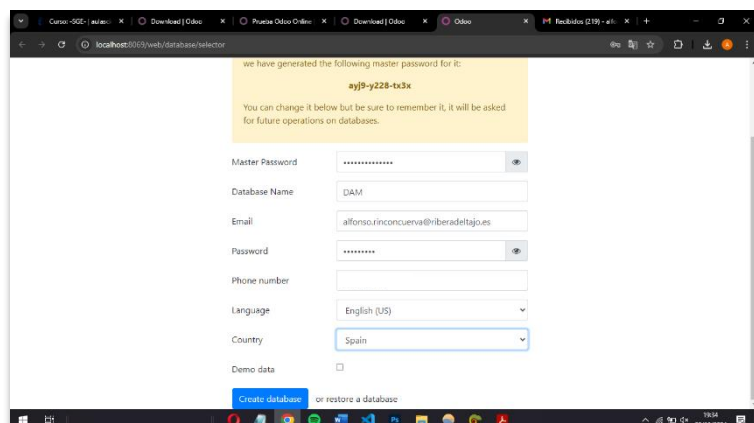 Curso: -SGE- | aulasc
Download | Odoo
Prueba Odoo Online
Download | Odoo
Odoo
Recibidos (219) - alfo
localhost:8069/web/database/selector
we have generated the following master password for it:
ayj9-y228-tx3x
You can change it below but be sure to remember it, it will be asked
for future operations on databases.
Master Password
Database Name DAM
Email alfonso.rinconcuerva@riberadeltajo.es
Password
Phone number
Language English (US)
Country Spain
Demo data
Create database or restore a database
19:54